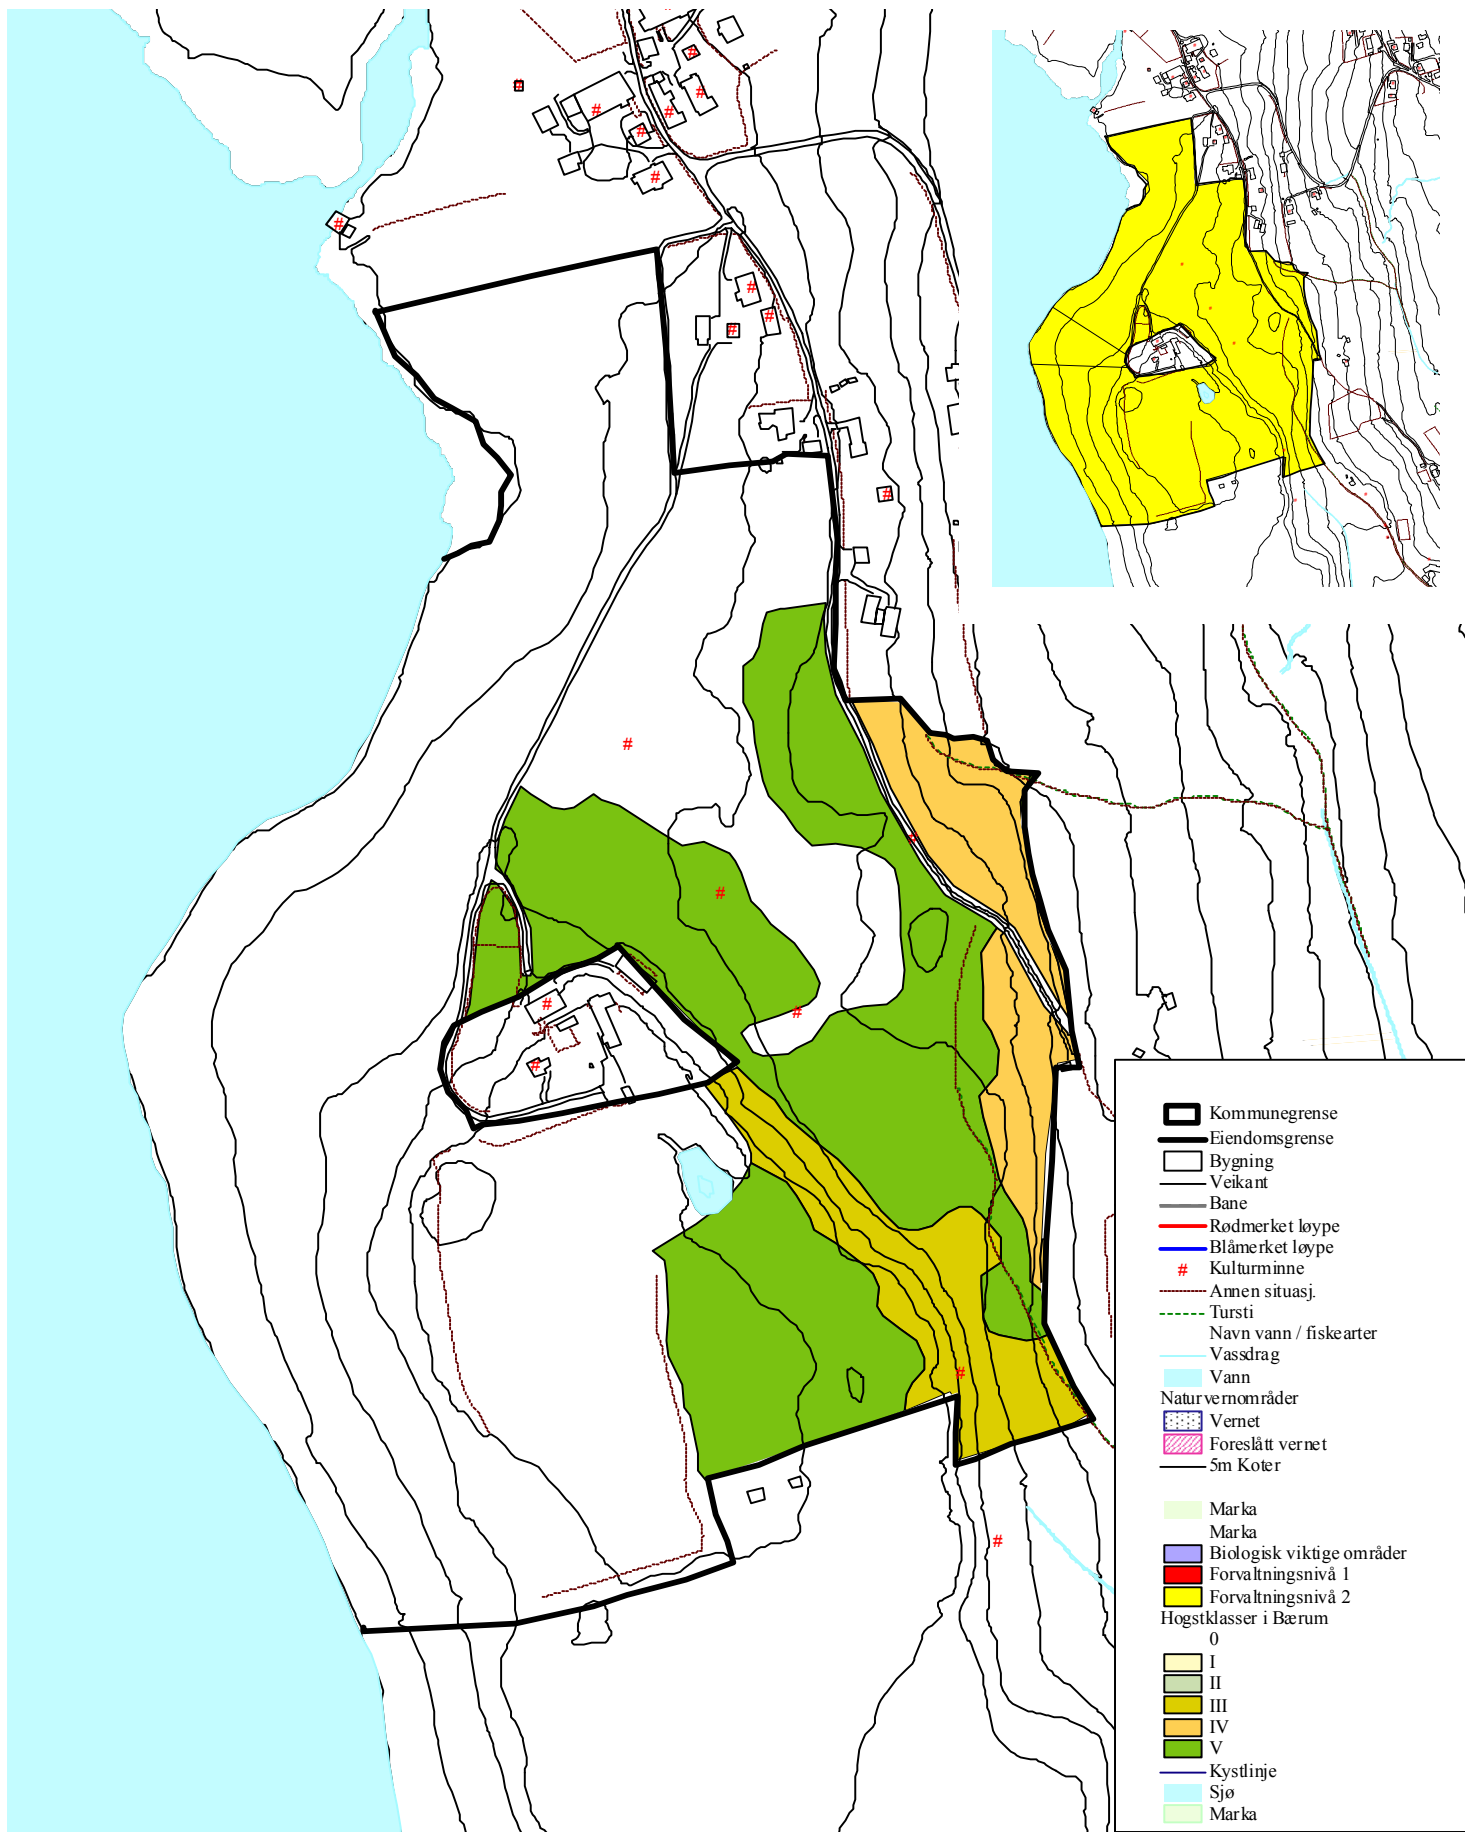 Kommunegrense
Eiendomsgrense
Bygning
Veikant
Bane
Rødmerket løype
Blåmerket løype
# Kulturminne
Annen situasj.
Tursti
Navn vann / fiskearter
Vassdrag
Vann
Naturvernområder
Vernet
Foreslått vernet
5m Koter
Marka
Marka
Biologisk viktige områder
Forvaltningsnivå 1
Forvaltningsnivå 2
Hogstklasser i Bærum
0
I
II
III
IV
V
Kystlinje
Sjø
Marka